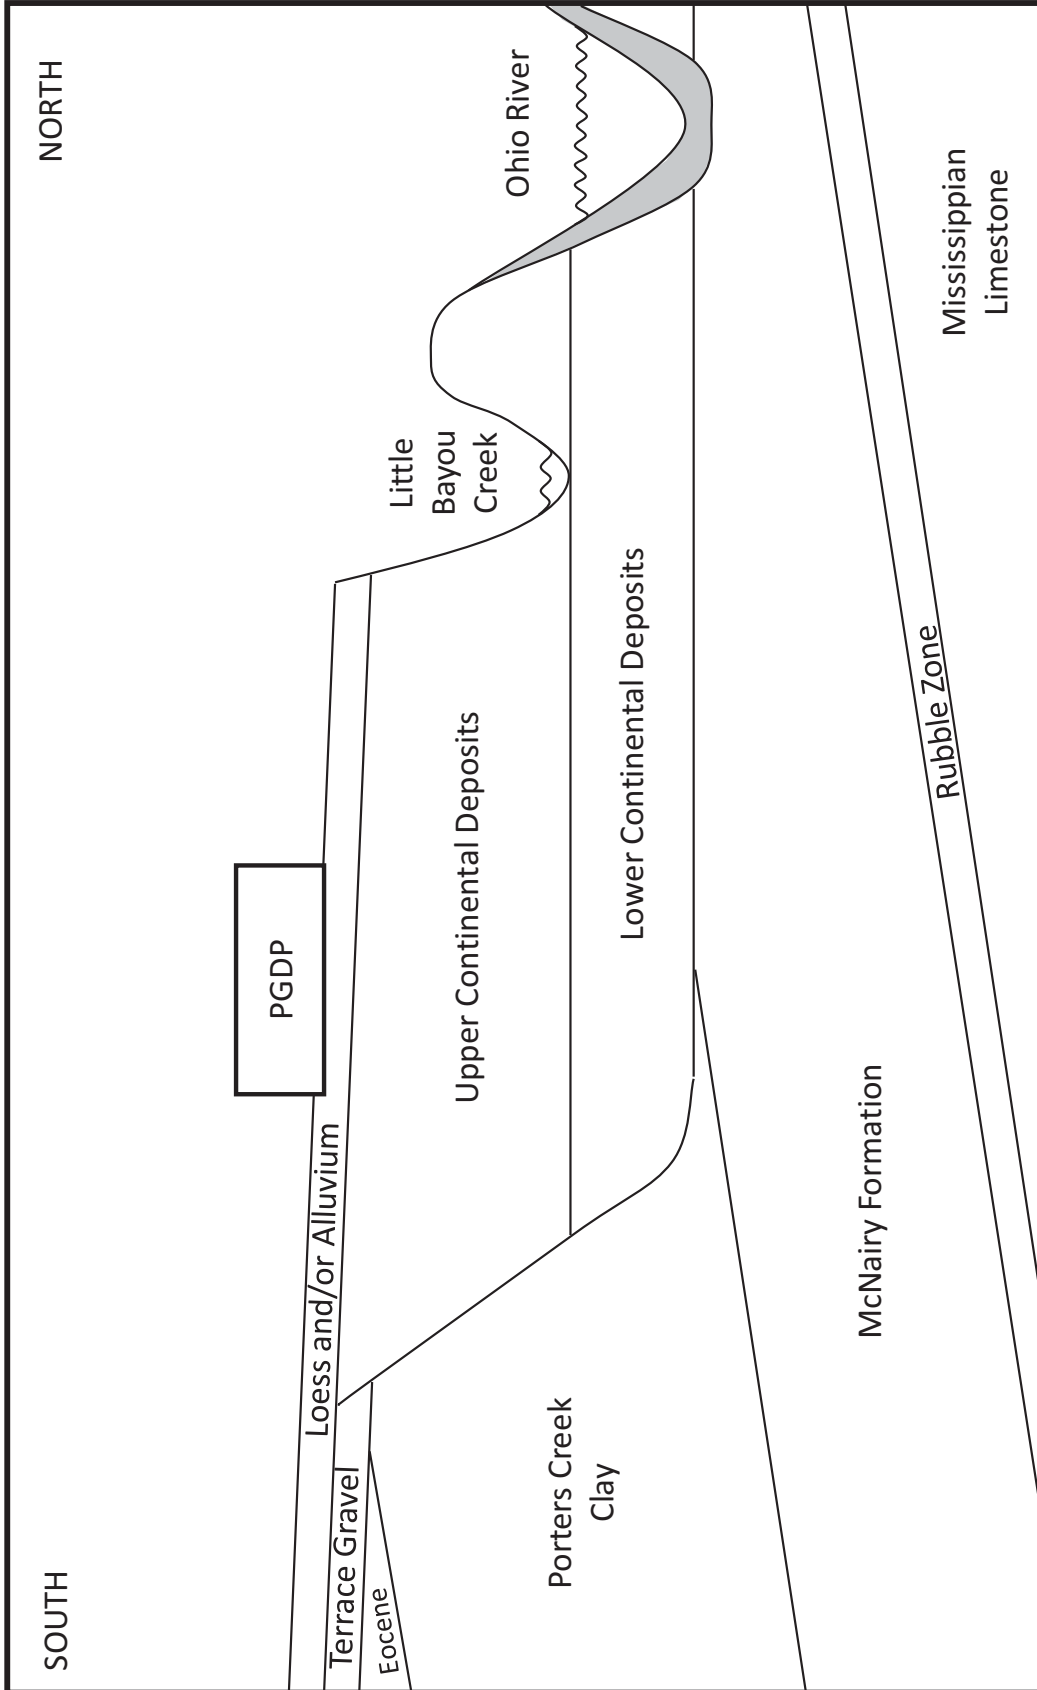 SOUTH
NORTH
PGDP
Ohio River
Little
Bayou
Creek
Loess and/or Alluvium
Terrace Gravel
Eocene
Upper Continental Deposits
Lower Continental Deposits
Porters Creek
Clay
McNairy Formation
Rubble Zone
Mississippian
Limestone